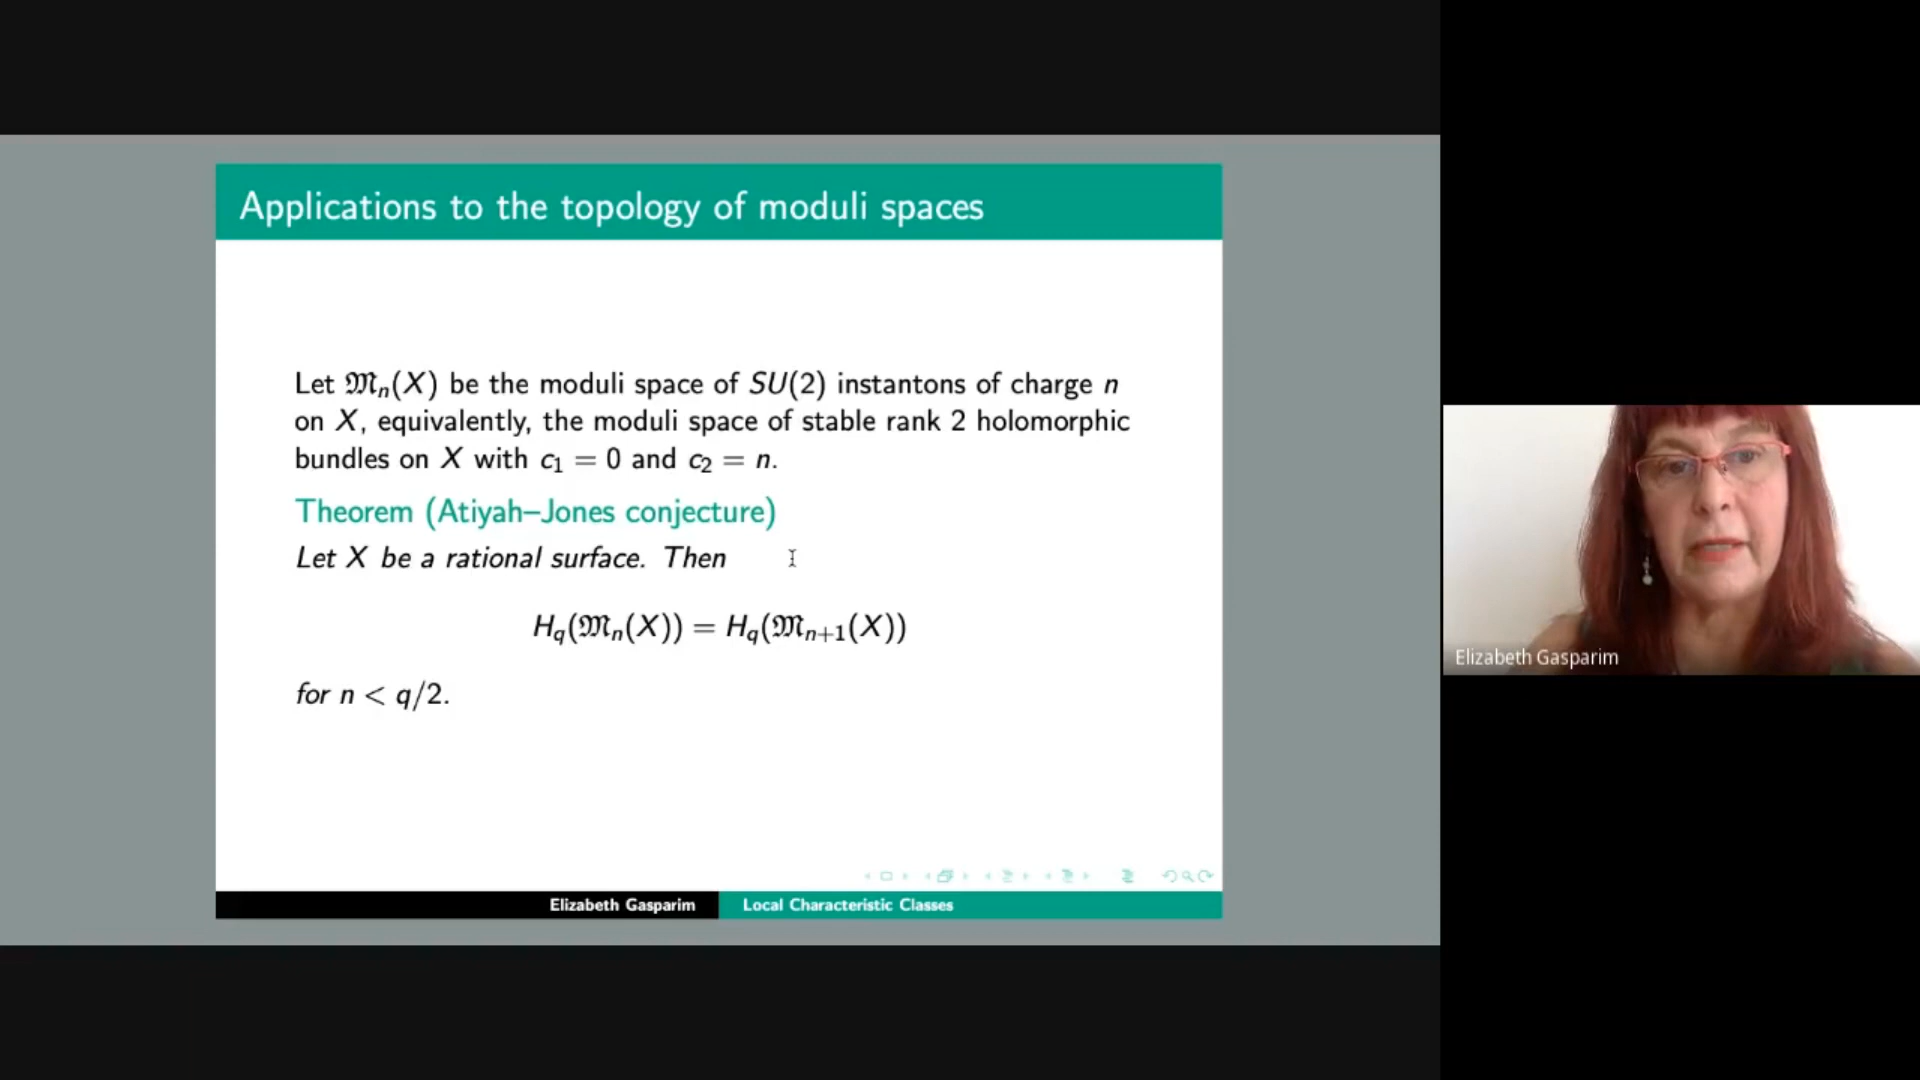 Applications to the topology of moduli spaces
Let 𝔐ₙ(X) be the moduli space of SU(2) instantons of charge n
on X, equivalently, the moduli space of stable rank 2 holomorphic
bundles on X with c₁ = 0 and c₂ = n.
Theorem (Atiyah–Jones conjecture)
Let X be a rational surface. Then
H_q(𝔐ₙ(X)) = H_q(𝔐ₙ₊₁(X))
for n < q/2.
Elizabeth Gasparim
Local Characteristic Classes
Elizabeth Gasparim